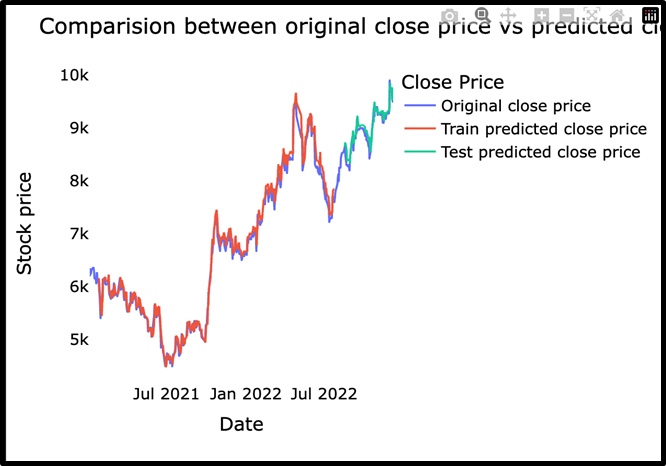 Comparision between original close price vs predicted
Close Price
Original close price
Train predicted close price
Test predicted close price
10k
9k
8k
7k
6k
5k
Stock price
Jul 2021 Jan 2022 Jul 2022
Date